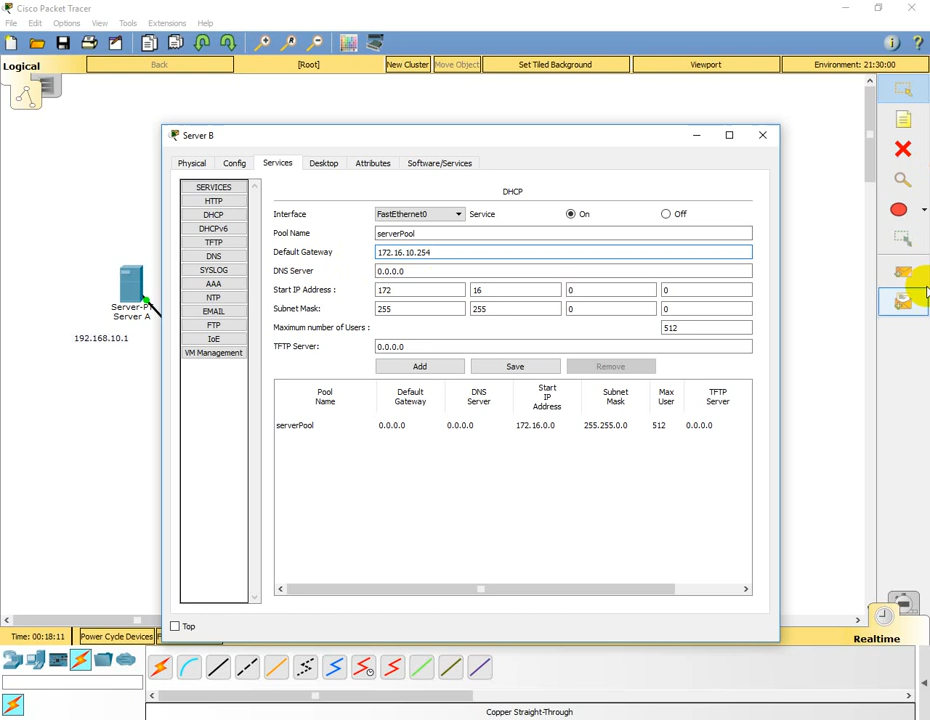 Cisco Packet Tracer
File Edit Options View Tools Extensions Help
Logical Back [Root] New Cluster Move Object Set Tiled Background Viewport Environment: 21:30:00
Server B
Physical Config Services Desktop Attributes Software/Services
SERVICES
HTTP
DHCP
DHCPv6
TFTP
DNS
SYSLOG
AAA
NTP
EMAIL
FTP
IoE
VM Management
DHCP
Interface FastEthernet0 Service On Off
Pool Name serverPool
Default Gateway 172.16.10.254
DNS Server 0.0.0.0
Start IP Address : 172 16 0 0
Subnet Mask: 255 255 0 0
Maximum number of Users : 512
TFTP Server: 0.0.0.0
Add Save Remove
Pool Name Default Gateway DNS Server Start IP Address Subnet Mask Max User TFTP Server
serverPool 0.0.0.0 0.0.0.0 172.16.0.0 255.255.0.0 512 0.0.0.0
Top
Server A
192.168.10.1
Time: 00:18:11 Power Cycle Devices
Realtime
Copper Straight-Through